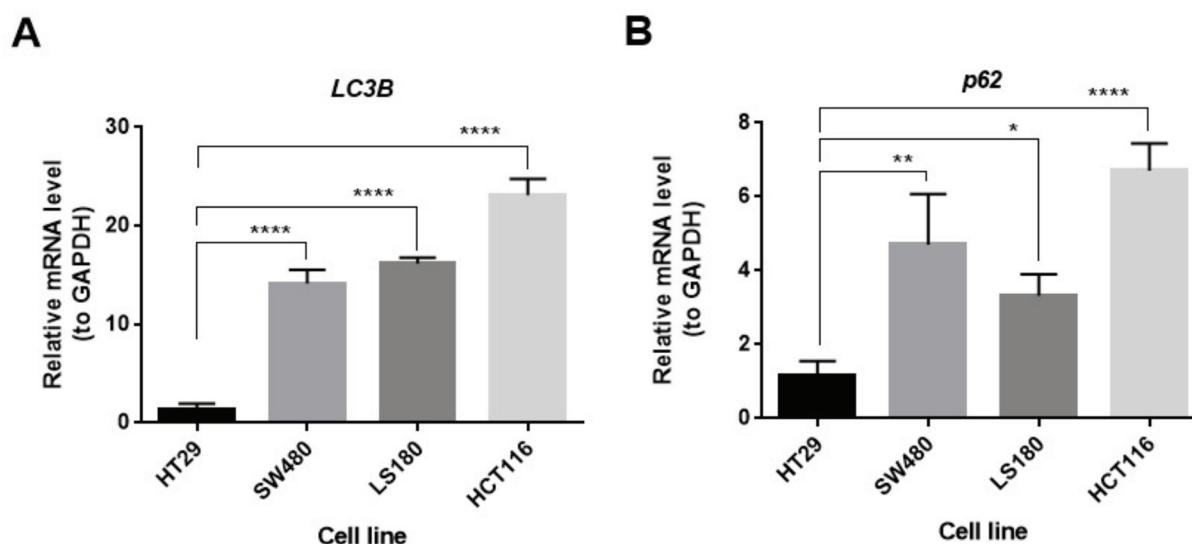 A
LC3B
Relative mRNA level
(to GAPDH)
30
20
10
0
****
****
****
HT29
SW480
LS180
HCT116
Cell line
B
p62
Relative mRNA level
(to GAPDH)
8
6
4
2
0
****
*
**
HT29
SW480
LS180
HCT116
Cell line